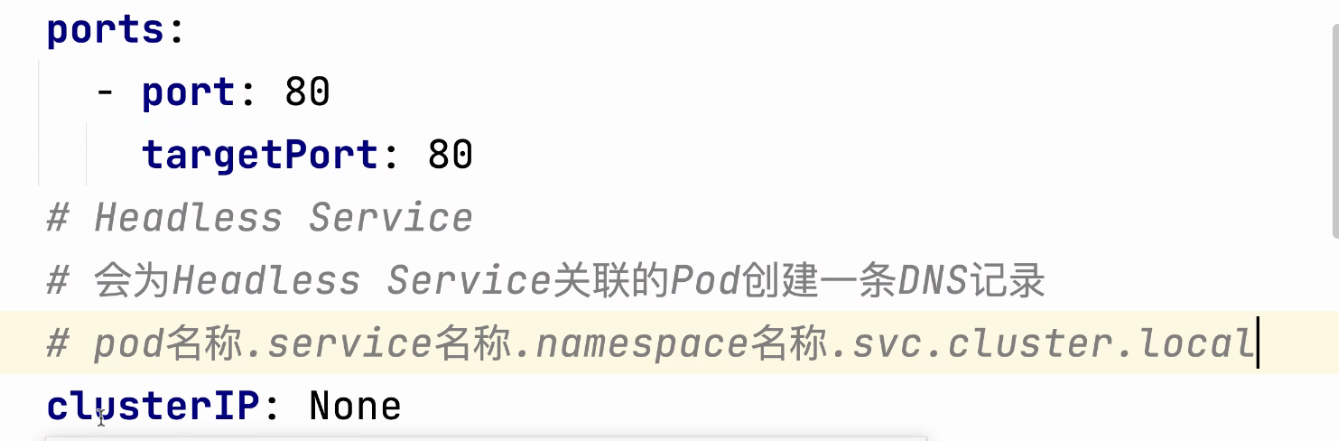 ports:
- port: 80
targetPort: 80
# Headless Service
# 会为Headless Service关联的Pod创建一条DNS记录
# pod名称.service名称.namespace名称.svc.cluster.local
clusterIP: None